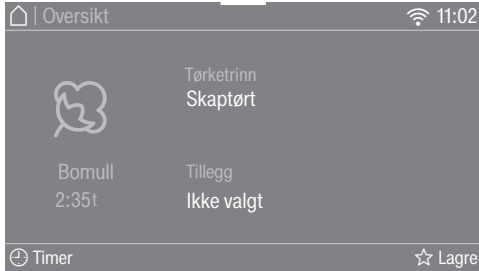 Oversikt
11:02
Tørketrinn
Skaptørt
Bomull
2:35t
Tillegg
Ikke valgt
Timer
Lagre